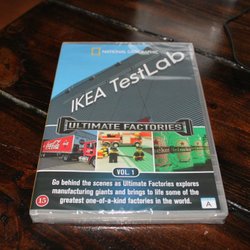 NATIONAL GEOGRAPHIC
IKEA TestLab
ULTIMATE FACTORIES
VOL. 1
Go behind the scenes as Ultimate Factories explores
manufacturing giants and brings to life some of the
greatest one-of-a-kind factories in the world.
15
A